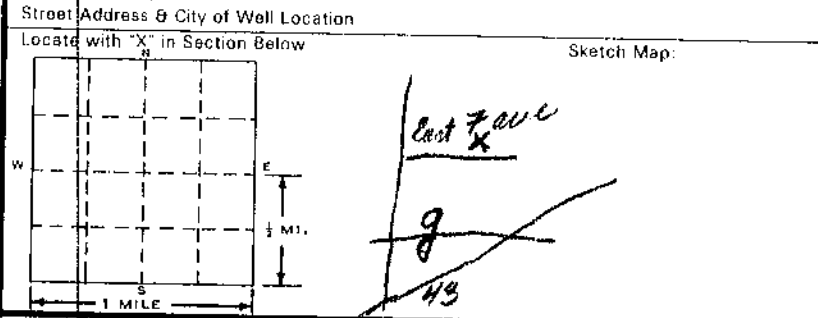 Street Address & City of Well Location
Locate with "X" in Section Below
Sketch Map:
N
East 7 ave
X
W
E
½ MI.
g
S
43
1 MILE